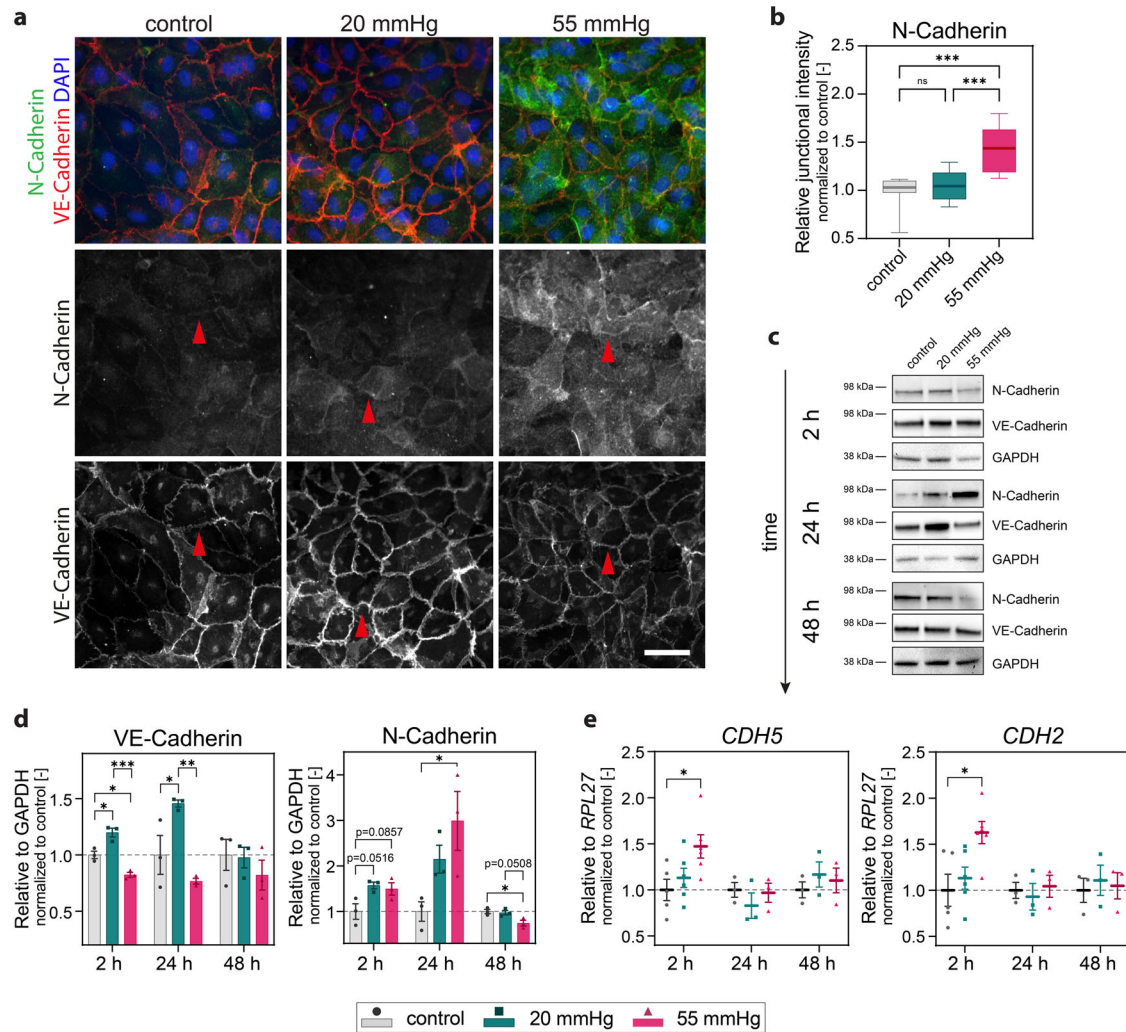 a
control
20 mmHg
55 mmHg
N-Cadherin
VE-Cadherin DAPI
N-Cadherin
VE-Cadherin
b
N-Cadherin
Relative junctional intensity
normalized to control [-]
2.5
2.0
1.5
1.0
0.5
***
ns
***
control
20 mmHg
55 mmHg
c
control
20 mmHg
55 mmHg
time
2 h
98 kDa
N-Cadherin
98 kDa
VE-Cadherin
38 kDa
GAPDH
24 h
98 kDa
N-Cadherin
98 kDa
VE-Cadherin
38 kDa
GAPDH
48 h
98 kDa
N-Cadherin
98 kDa
VE-Cadherin
38 kDa
GAPDH
d
VE-Cadherin
Relative to GAPDH
normalized to control [-]
1.5
1.0
0.5
***
*
*
*
**
2 h
24 h
48 h
N-Cadherin
Relative to GAPDH
normalized to control [-]
4
3
2
1
p=0.0857
p=0.0516
*
p=0.0508
*
2 h
24 h
48 h
e
CDH5
Relative to RPL27
normalized to control [-]
2.5
2.0
1.5
1.0
0.5
*
2 h
24 h
48 h
CDH2
Relative to RPL27
normalized to control [-]
2.5
2.0
1.5
1.0
0.5
*
2 h
24 h
48 h
control
20 mmHg
55 mmHg